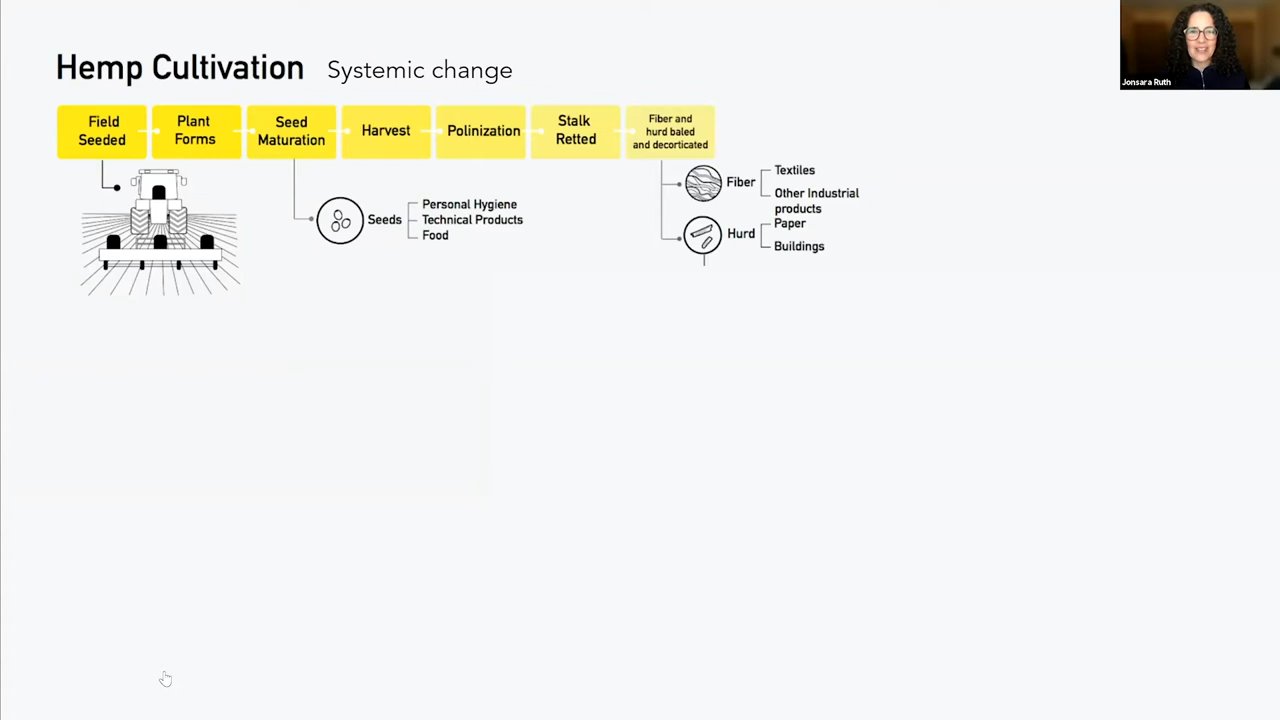 Hemp Cultivation Systemic change
Jonsara Ruth
Field
Seeded
Plant
Forms
Seed
Maturation
Harvest
Polinization
Stalk
Retted
Fiber and
hurd baled
and decorticated
Seeds
Personal Hygiene
Technical Products
Food
Fiber
Textiles
Other Industrial
products
Hurd
Paper
Buildings